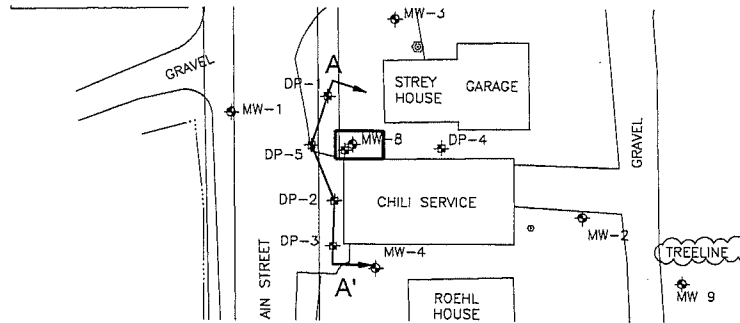 MW-3
GRAVEL
A
DP-1
STREY
HOUSE
GARAGE
MW-1
MW-8
DP-4
DP-5
GRAVEL
DP-2
CHILI SERVICE
MW-2
DP-3
MW-4
TREELINE
AIN STREET
A'
ROEHL
HOUSE
MW 9